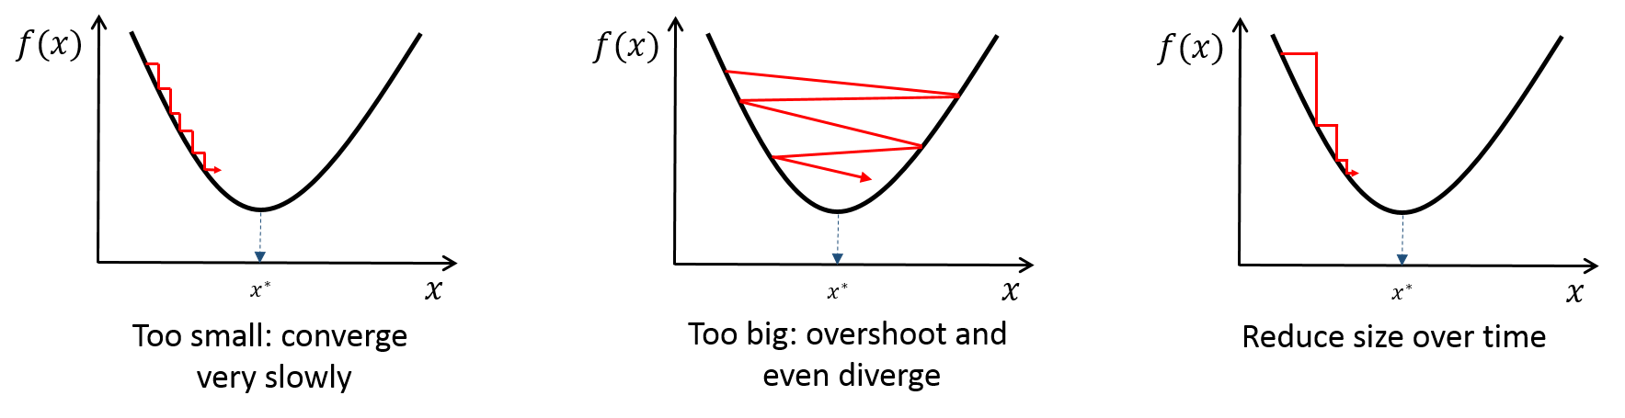 f(x)
x*
x
Too small: converge
very slowly
f(x)
x*
x
Too big: overshoot and
even diverge
f(x)
x*
x
Reduce size over time